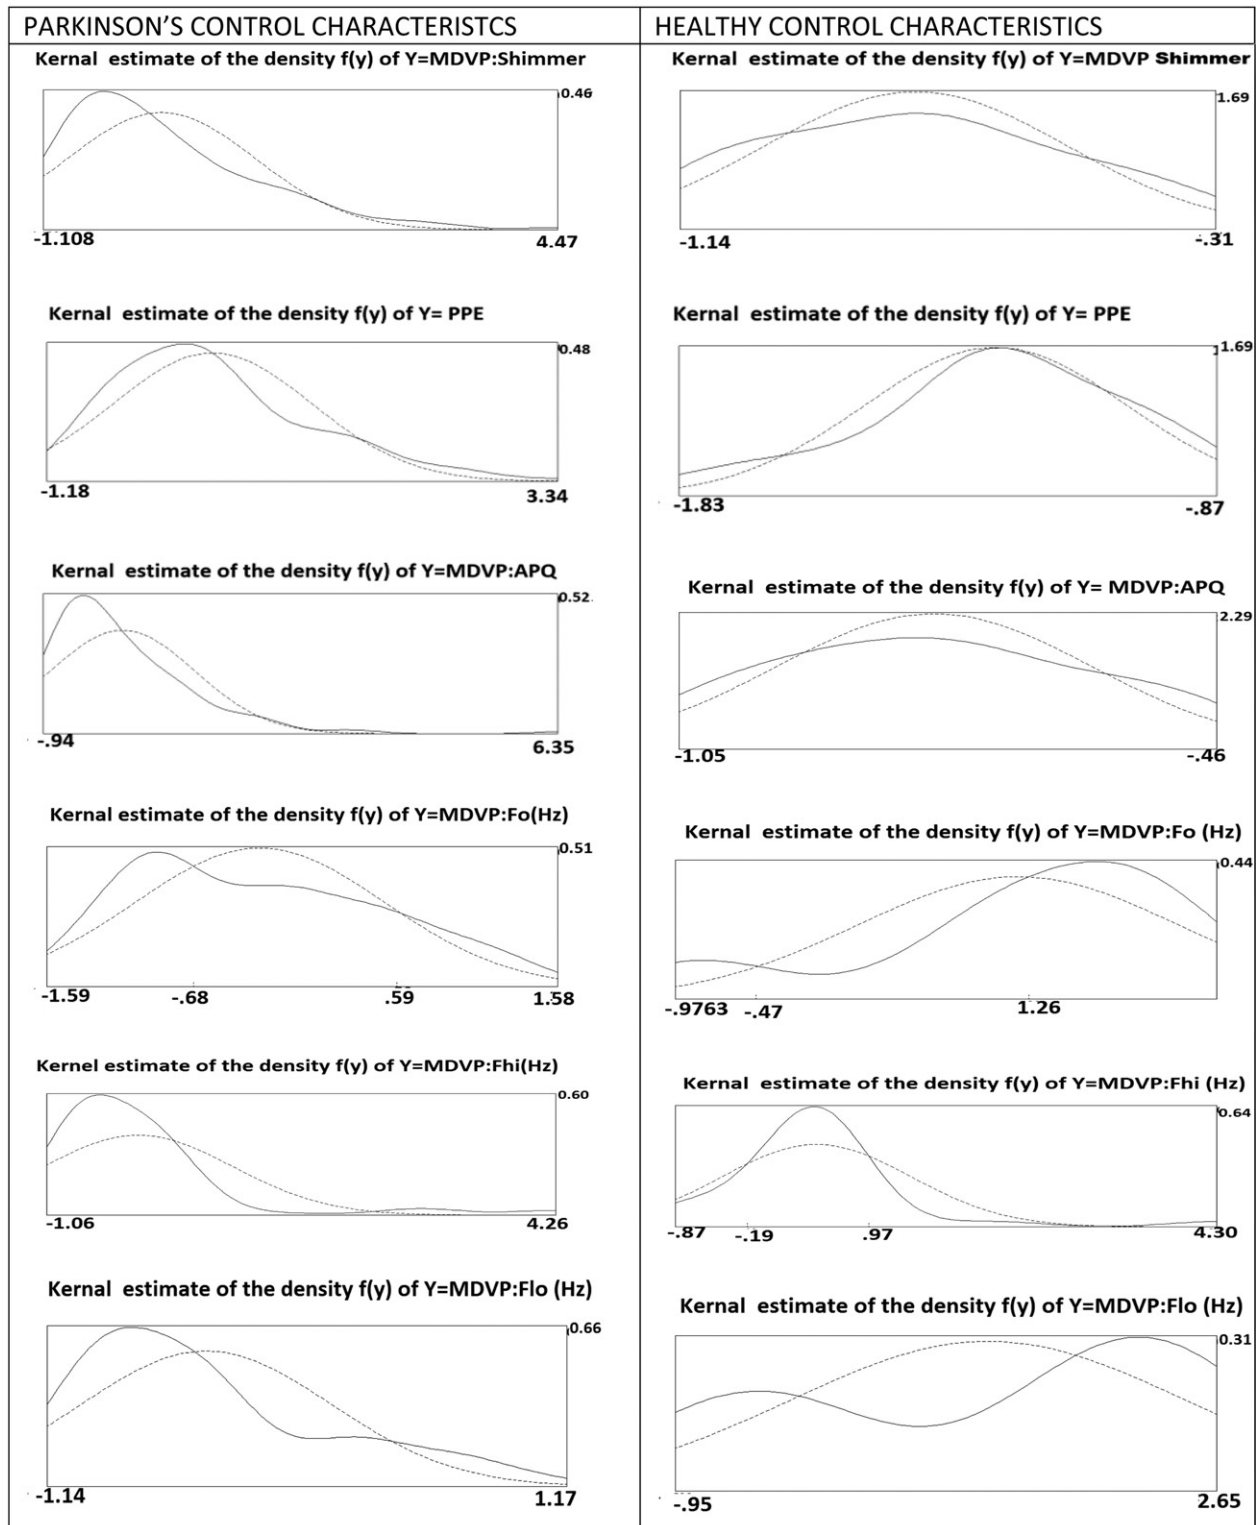 PARKINSON'S CONTROL CHARACTERISTCS
Kernal estimate of the density f(y) of Y=MDVP:Shimmer
0.46
-1.108 4.47
Kernal estimate of the density f(y) of Y= PPE
0.48
-1.18 3.34
Kernal estimate of the density f(y) of Y=MDVP:APQ
0.52
-.94 6.35
Kernal estimate of the density f(y) of Y=MDVP:Fo(Hz)
0.51
-1.59 -.68 .59 1.58
Kernel estimate of the density f(y) of Y=MDVP:Fhi(Hz)
0.60
-1.06 4.26
Kernal estimate of the density f(y) of Y=MDVP:Flo (Hz)
0.66
-1.14 1.17
HEALTHY CONTROL CHARACTERISTICS
Kernal estimate of the density f(y) of Y=MDVP Shimmer
1.69
-1.14 -.31
Kernal estimate of the density f(y) of Y= PPE
1.69
-1.83 -.87
Kernal estimate of the density f(y) of Y= MDVP:APQ
2.29
-1.05 -.46
Kernal estimate of the density f(y) of Y=MDVP:Fo (Hz)
0.44
-.9763 -.47 1.26
Kernal estimate of the density f(y) of Y=MDVP:Fhi (Hz)
0.64
-.87 -.19 .97 4.30
Kernal estimate of the density f(y) of Y=MDVP:Flo (Hz)
0.31
-.95 2.65